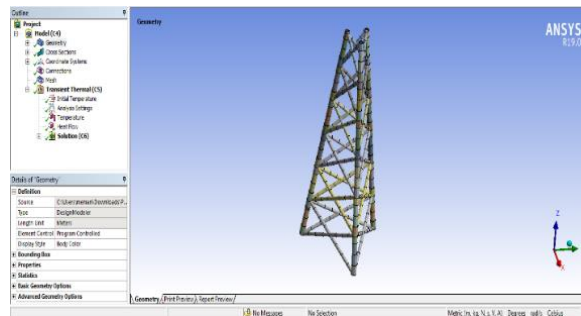 Outline
Project
Model (C4)
Geometry
Cross Sections
Coordinate Systems
Connections
Mesh
Transient Thermal (C5)
Initial Temperature
Analysis Settings
Temperature
Heat Flow
Solution (C6)
Details of "Geometry"
Definition
Source
Type DesignModeler
Length Unit Meters
Element Control Program Controlled
Display Style Body Color
Bounding Box
Properties
Statistics
Basic Geometry Options
Advanced Geometry Options
Geometry
ANSYS
R19.0
Z
X
Geometry Print Preview Report Preview
No Messages No Selection Degrees rad/s Celsius